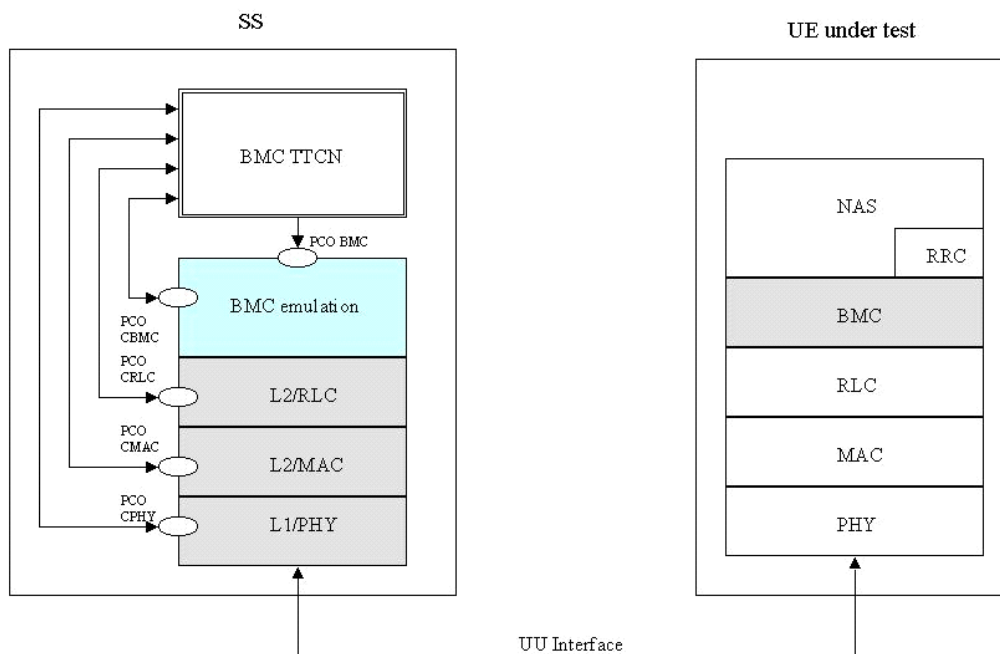 SS
UE under test
BMC TTCN
PCO BMC
BMC emulation
PCO
CBMC
PCO
CRLC
L2/RLC
PCO
CMAC
L2/MAC
PCO
CPHY
L1/PHY
NAS
RRC
BMC
RLC
MAC
PHY
UU Interface